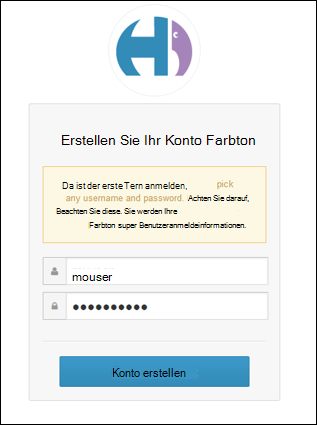 Erstellen Sie Ihr Konto Farbton
Da ist der erste Tern anmelden, pick
any username and password. Achten Sie darauf,
Beachten Sie diese. Sie werden Ihre
Farbton super Benutzeranmeldeinformationen.
mouser
●●●●●●●●●●
Konto erstellen